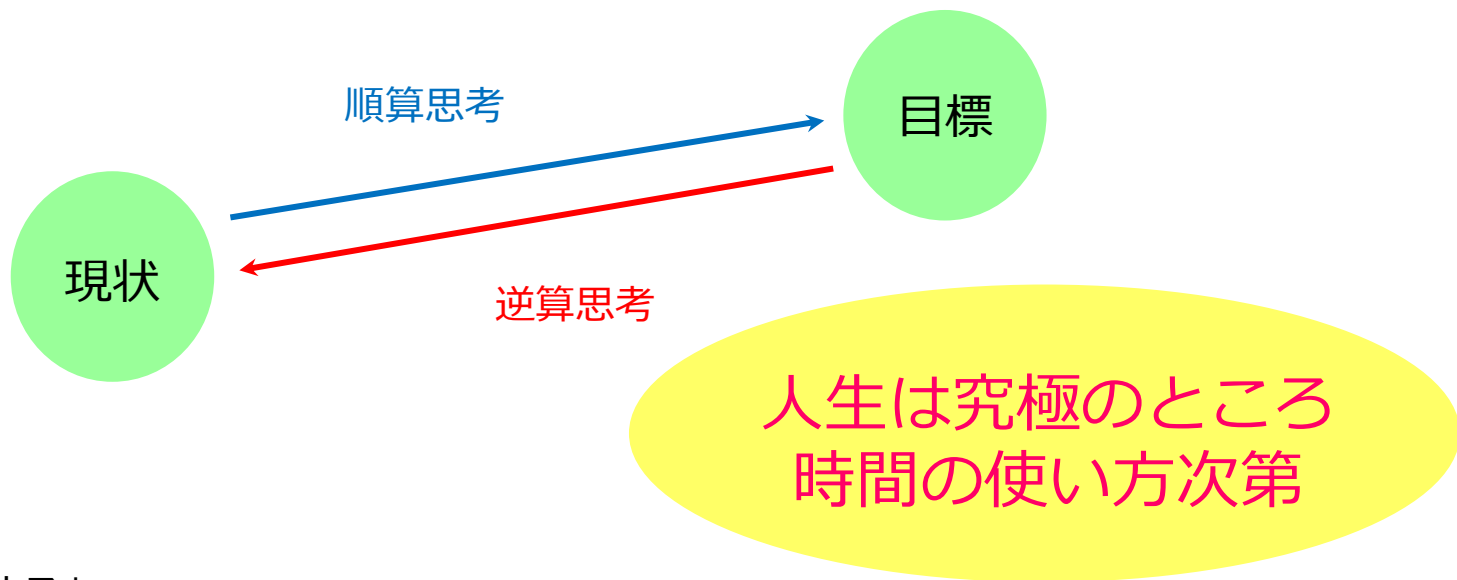 順算思考
目標
現状
逆算思考
人生は究極のところ
時間の使い方次第